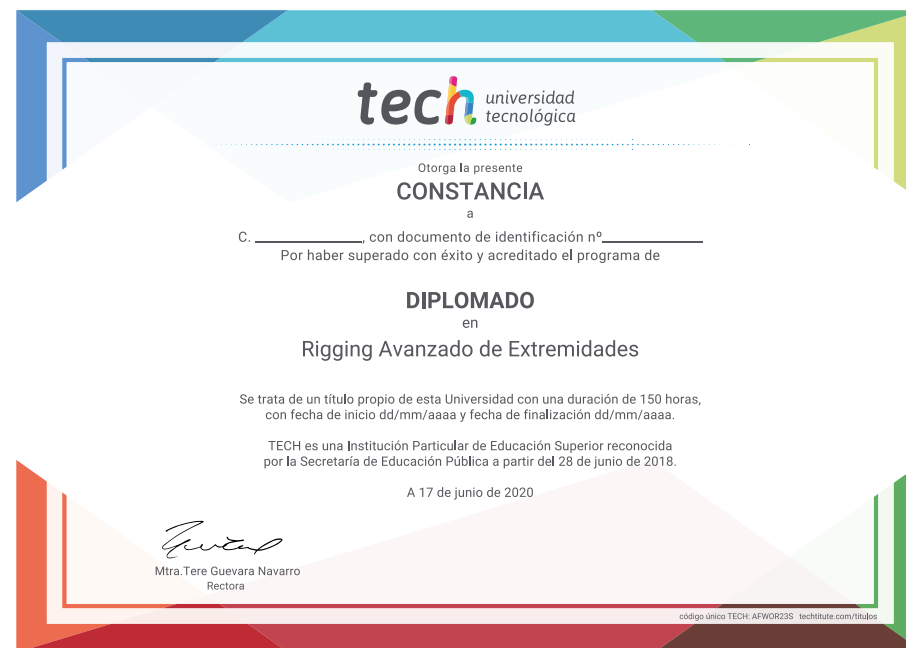 tech universidad
tecnológica
Otorga la presente
CONSTANCIA
a
C. ____________, con documento de identificación nº____________
Por haber superado con éxito y acreditado el programa de
DIPLOMADO
en
Rigging Avanzado de Extremidades
Se trata de un título propio de esta Universidad con una duración de 150 horas,
con fecha de inicio dd/mm/aaaa y fecha de finalización dd/mm/aaaa.
TECH es una Institución Particular de Educación Superior reconocida
por la Secretaría de Educación Pública a partir del 28 de junio de 2018.
A 17 de junio de 2020
Mtra.Tere Guevara Navarro
Rectora
código único TECH: AFWOR23S techtitute.com/titulos